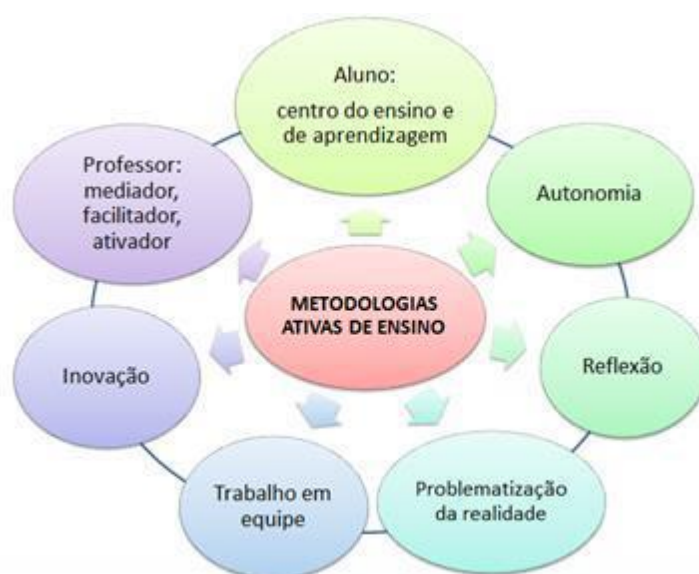 Aluno:
centro do ensino e
de aprendizagem
Autonomia
Reflexão
Problematização
da realidade
Trabalho em
equipe
Inovação
Professor:
mediador,
facilitador,
ativador
METODOLOGIAS
ATIVAS DE ENSINO